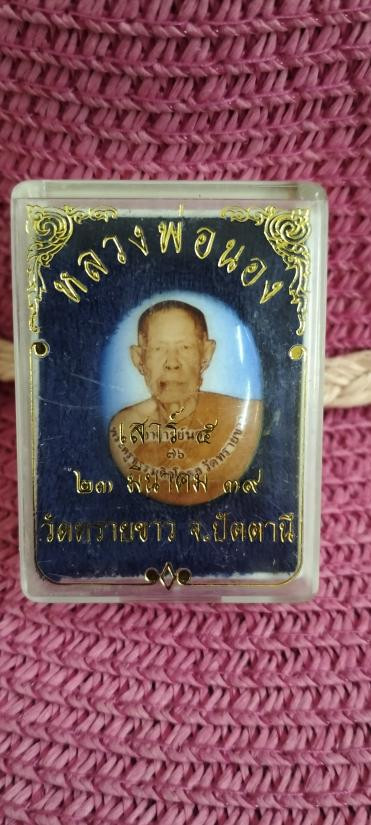 หลวงพ่อนอง
เสาร์ ๕
๗๖
๒๓ มีนาคม ๓๙
วัดทรายขาว จ.ปัตตานี